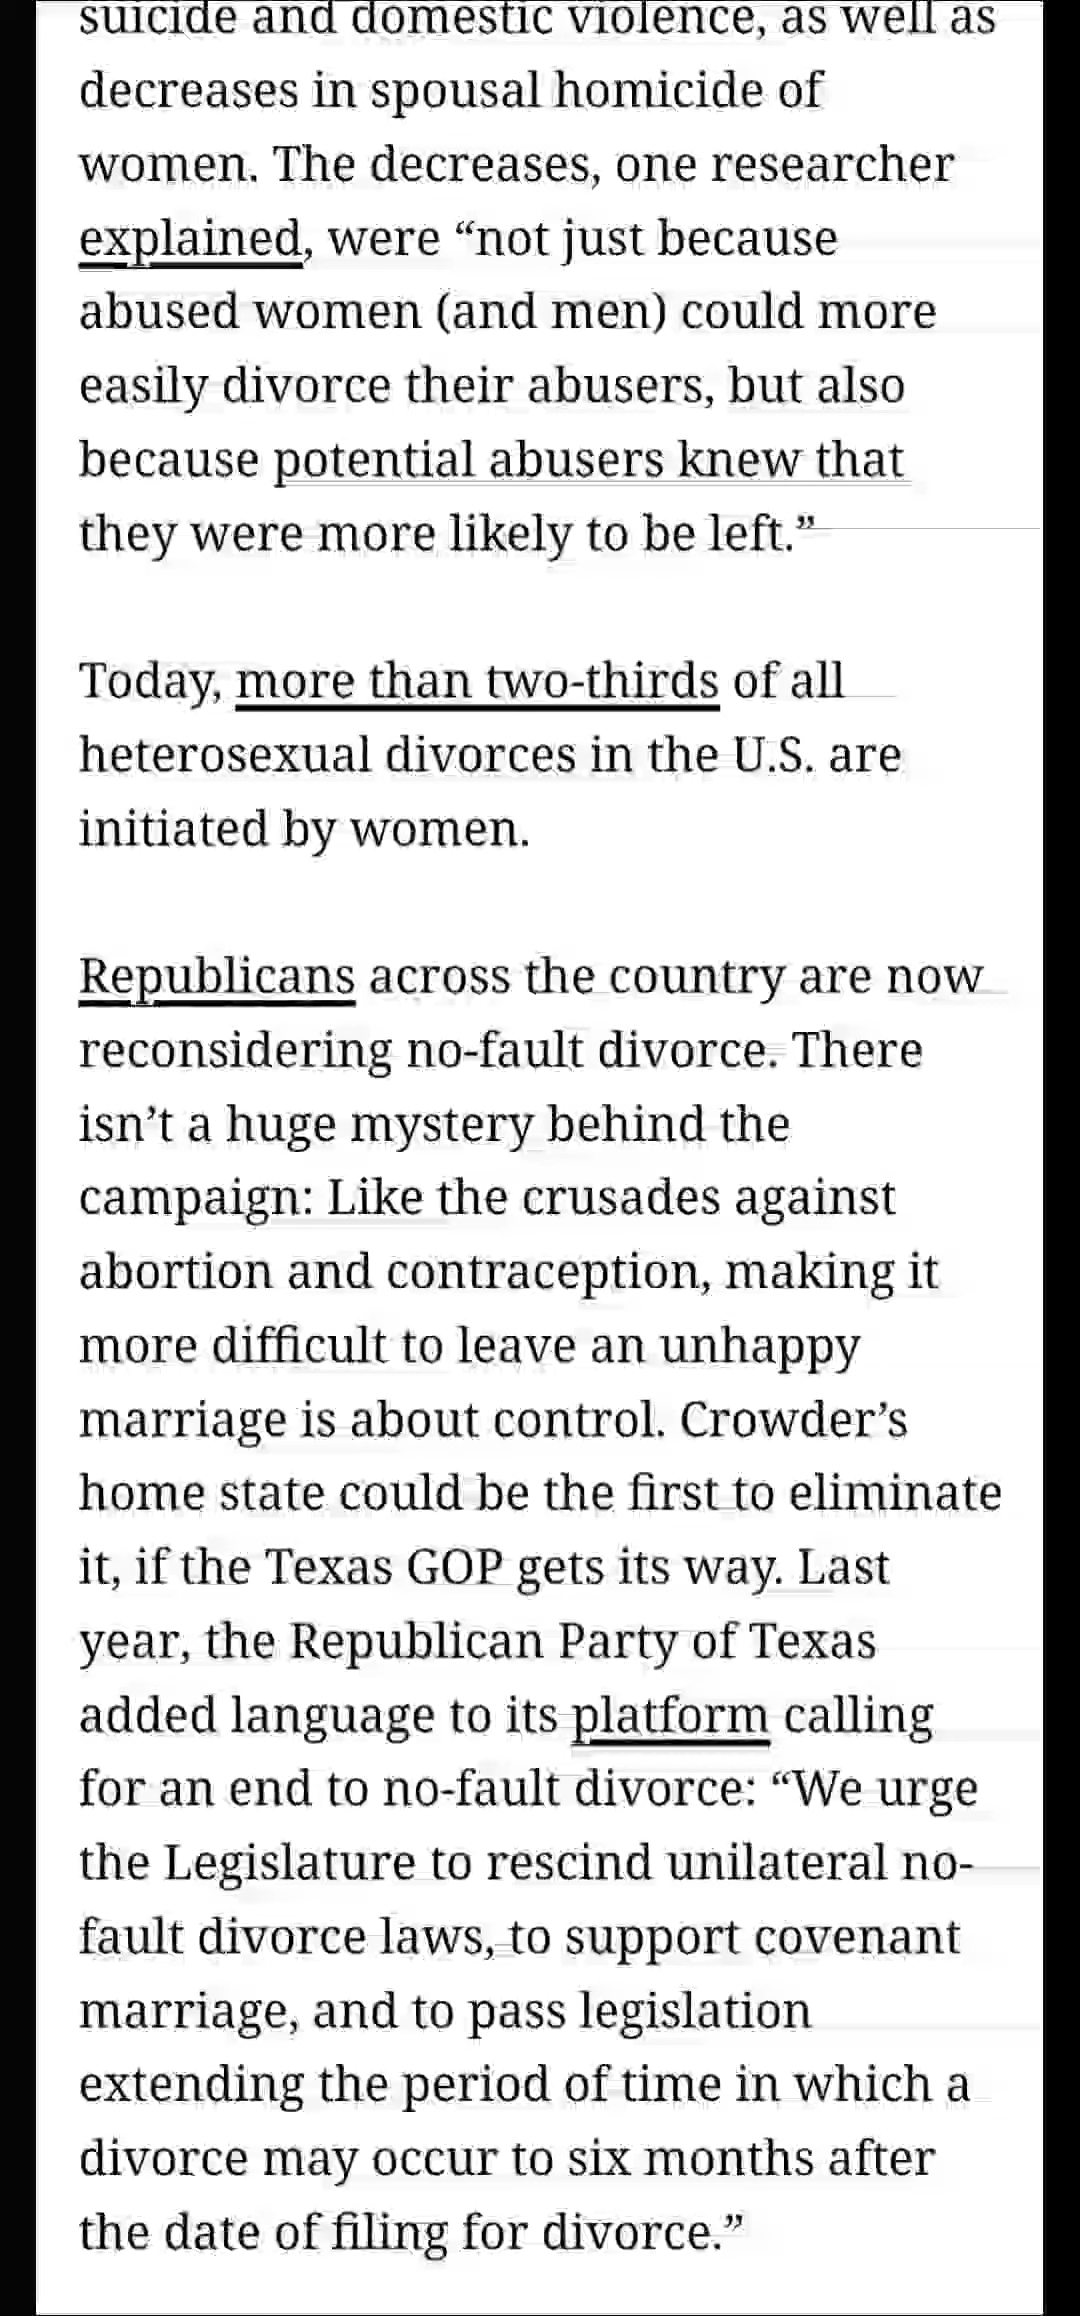 suicide and domestic violence, as well as
decreases in spousal homicide of
women. The decreases, one researcher
explained, were “not just because
abused women (and men) could more
easily divorce their abusers, but also
because potential abusers knew that
they were more likely to be left.”
Today, more than two-thirds of all
heterosexual divorces in the U.S. are
initiated by women.
Republicans across the country are now
reconsidering no-fault divorce. There
isn’t a huge mystery behind the
campaign: Like the crusades against
abortion and contraception, making it
more difficult to leave an unhappy
marriage is about control. Crowder’s
home state could be the first to eliminate
it, if the Texas GOP gets its way. Last
year, the Republican Party of Texas
added language to its platform calling
for an end to no-fault divorce: “We urge
the Legislature to rescind unilateral no-
fault divorce laws, to support covenant
marriage, and to pass legislation
extending the period of time in which a
divorce may occur to six months after
the date of filing for divorce.”